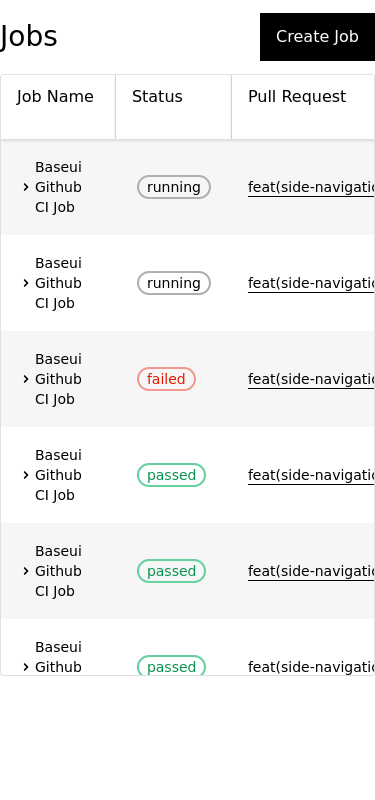 Jobs
Create Job
Job Name
Status
Pull Request
Baseui
Github
CI Job
running
feat(side-navigatio
Baseui
Github
CI Job
running
feat(side-navigatio
Baseui
Github
CI Job
failed
feat(side-navigatio
Baseui
Github
CI Job
passed
feat(side-navigatio
Baseui
Github
CI Job
passed
feat(side-navigatio
Baseui
Github
passed
feat(side-navigatio